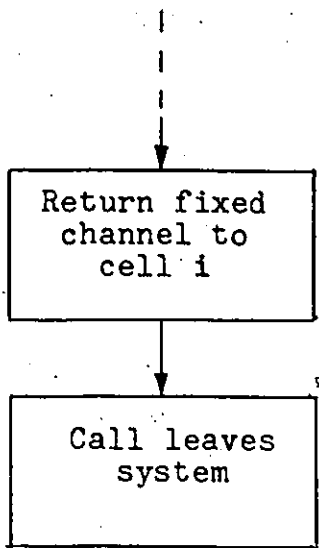 Return fixed
channel to
cell i
Call leaves
system